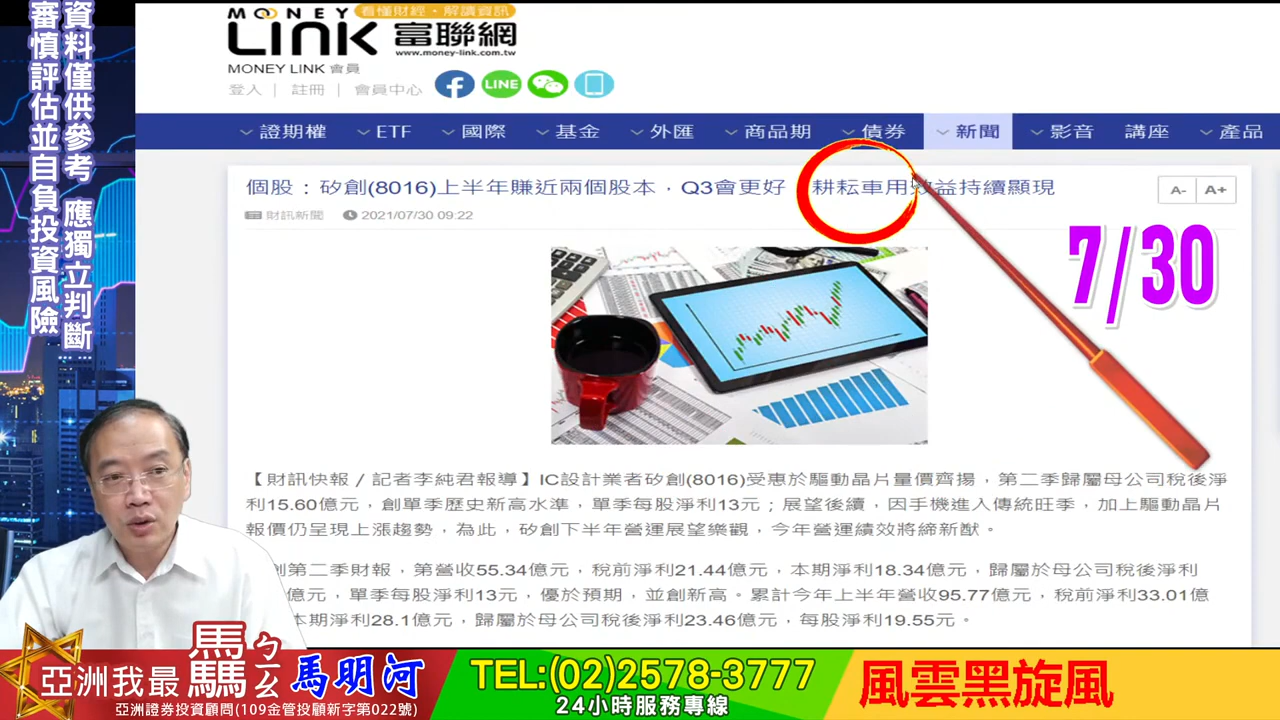 資料僅供參考 應獨立判斷
審慎評估並自負投資風險
MONEY 看懂財經・解讀資訊
LINK 富聯網
www.money-link.com.tw
MONEY LINK 會員
登入 | 註冊 | 會員中心
LINE
證期權 ETF 國際 基金 外匯 商品期 債券 新聞 影音 講座 產品
個股：矽創(8016)上半年賺近兩個股本，Q3會更好，耕耘車用效益持續顯現
A- A+
財訊新聞 2021/07/30 09:22
7/30
【財訊快報／記者李純君報導】IC設計業者矽創(8016)受惠於驅動晶片量價齊揚，第二季歸屬母公司稅後淨
利15.60億元，創單季歷史新高水準，單季每股淨利13元；展望後續，因手機進入傳統旺季，加上驅動晶片
報價仍呈現上漲趨勢，為此，矽創下半年營運展望樂觀，今年營運績效將締新猷。
創第二季財報，第營收55.34億元，稅前淨利21.44億元，本期淨利18.34億元，歸屬於母公司稅後淨利
億元，單季每股淨利13元，優於預期，並創新高。累計今年上半年營收95.77億元，稅前淨利33.01億
本期淨利28.1億元，歸屬於母公司稅後淨利23.46億元，每股淨利19.55元。
亞洲我最馬驫ㄅㄧㄠ 馬明河
亞洲證券投資顧問(109金管投顧新字第022號)
TEL:(02)2578-3777
24小時服務專線
風雲黑旋風